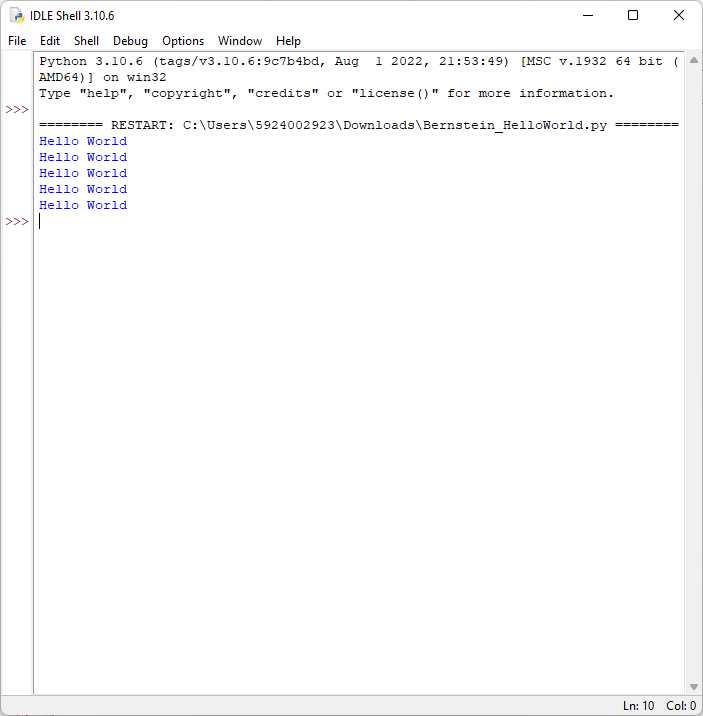 IDLE Shell 3.10.6
File Edit Shell Debug Options Window Help
Python 3.10.6 (tags/v3.10.6:9c7b4bd, Aug  1 2022, 21:53:49) [MSC v.1932 64 bit (
AMD64)] on win32
Type "help", "copyright", "credits" or "license()" for more information.
>>>
======== RESTART: C:\Users\5924002923\Downloads\Bernstein_HelloWorld.py ========
Hello World
Hello World
Hello World
Hello World
Hello World
>>>
Ln: 10 Col: 0